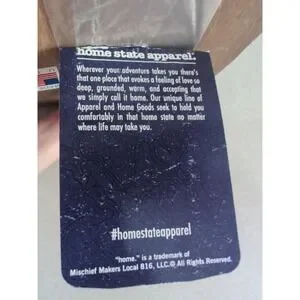 home state apparel.
Wherever your adventure takes you there's
that one place that evokes a feeling of love so
deep, grounded, warm, and accepting that
we simply call it home. Our unique line of
Apparel and Home Goods seek to hold you
comfortably in that home state no matter
where life may take you.
#homestateapparel
"home." is a trademark of
Mischief Makers Local 816, LLC.© All Rights Reserved.